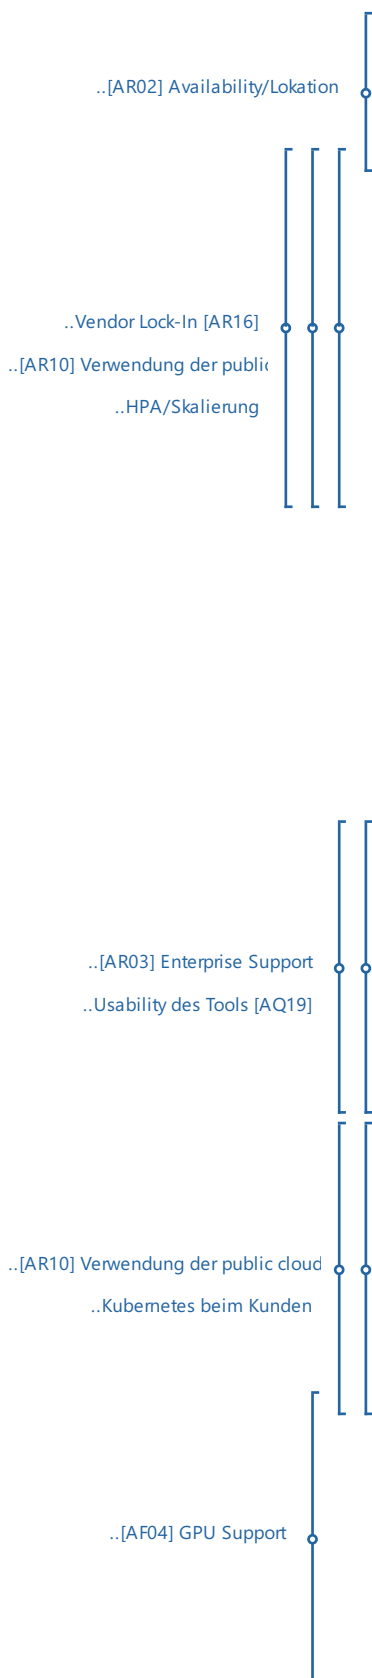 ..[AR02] Availability/Lokation
..Vendor Lock-In [AR16]
..[AR10] Verwendung der public
..HPA/Skalierung
..[AR03] Enterprise Support
..Usability des Tools [AQ19]
..[AR10] Verwendung der public cloud
..Kubernetes beim Kunden
..[AF04] GPU Support